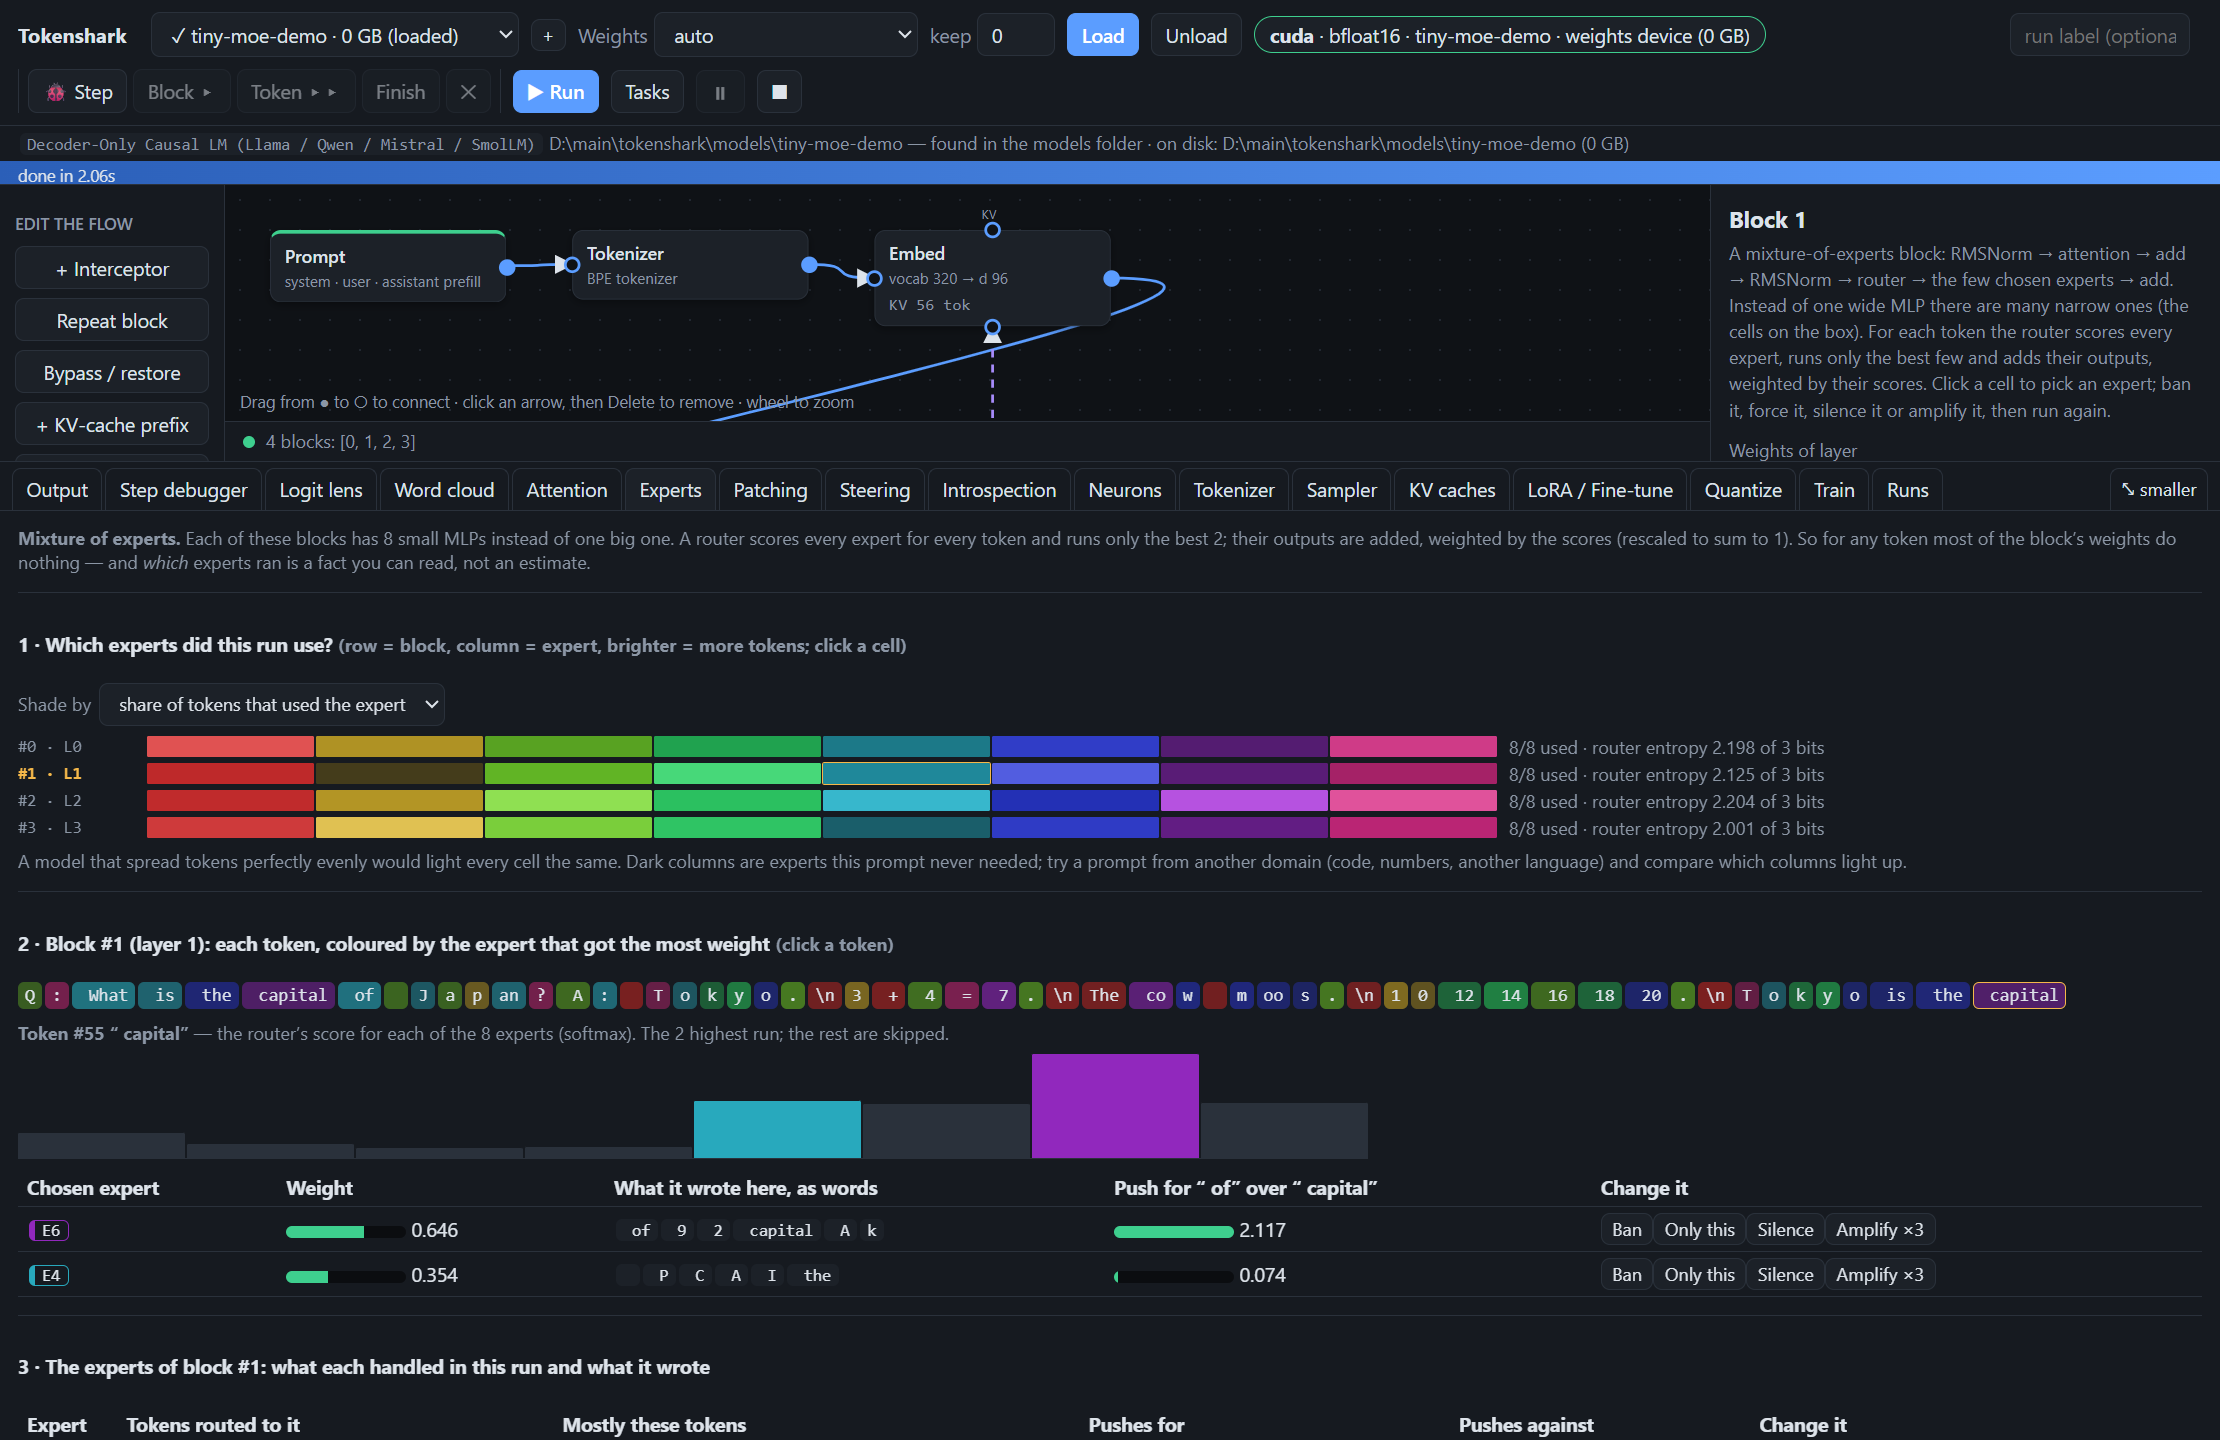 Tokenshark ✓ tiny-moe-demo · 0 GB (loaded) + Weights auto keep 0 Load Unload cuda · bfloat16 · tiny-moe-demo · weights device (0 GB) run label (optiona
Step Block ▸ Token ▸ ▸ Finish ✕ ▶ Run Tasks
Decoder-Only Causal LM (Llama / Qwen / Mistral / SmolLM) D:\main\tokenshark\models\tiny-moe-demo — found in the models folder · on disk: D:\main\tokenshark\models\tiny-moe-demo (0 GB)
done in 2.06s
EDIT THE FLOW
+ Interceptor
Repeat block
Bypass / restore
+ KV-cache prefix
Prompt
system · user · assistant prefill
Tokenizer
BPE tokenizer
KV
Embed
vocab 320 → d 96
KV 56 tok
Drag from ● to ○ to connect · click an arrow, then Delete to remove · wheel to zoom
4 blocks: [0, 1, 2, 3]
Block 1
A mixture-of-experts block: RMSNorm → attention → add
→ RMSNorm → router → the few chosen experts → add.
Instead of one wide MLP there are many narrow ones (the
cells on the box). For each token the router scores every
expert, runs only the best few and adds their outputs,
weighted by their scores. Click a cell to pick an expert; ban
it, force it, silence it or amplify it, then run again.
Weights of layer
Output Step debugger Logit lens Word cloud Attention Experts Patching Steering Introspection Neurons Tokenizer Sampler KV caches LoRA / Fine-tune Quantize Train Runs ⤡ smaller
Mixture of experts. Each of these blocks has 8 small MLPs instead of one big one. A router scores every expert for every token and runs only the best 2; their outputs are added, weighted by the scores (rescaled to sum to 1). So for any token most of the block's weights do
nothing — and which experts ran is a fact you can read, not an estimate.
1 · Which experts did this run use? (row = block, column = expert, brighter = more tokens; click a cell)
Shade by share of tokens that used the expert
#0 · L0 8/8 used · router entropy 2.198 of 3 bits
#1 · L1 8/8 used · router entropy 2.125 of 3 bits
#2 · L2 8/8 used · router entropy 2.204 of 3 bits
#3 · L3 8/8 used · router entropy 2.001 of 3 bits
A model that spread tokens perfectly evenly would light every cell the same. Dark columns are experts this prompt never needed; try a prompt from another domain (code, numbers, another language) and compare which columns light up.
2 · Block #1 (layer 1): each token, coloured by the expert that got the most weight (click a token)
Q : What is the capital of J a p an ? A : T o k y o . \n 3 + 4 = 7 . \n The co w m oo s . \n 1 0 12 14 16 18 20 . \n T o k y o is the capital
Token #55 “ capital” — the router's score for each of the 8 experts (softmax). The 2 highest run; the rest are skipped.
Chosen expert Weight What it wrote here, as words Push for “ of” over “ capital” Change it
E6 0.646 of 9 2 capital A k 2.117 Ban Only this Silence Amplify ×3
E4 0.354 P C A I the 0.074 Ban Only this Silence Amplify ×3
3 · The experts of block #1: what each handled in this run and what it wrote
Expert Tokens routed to it Mostly these tokens Pushes for Pushes against Change it